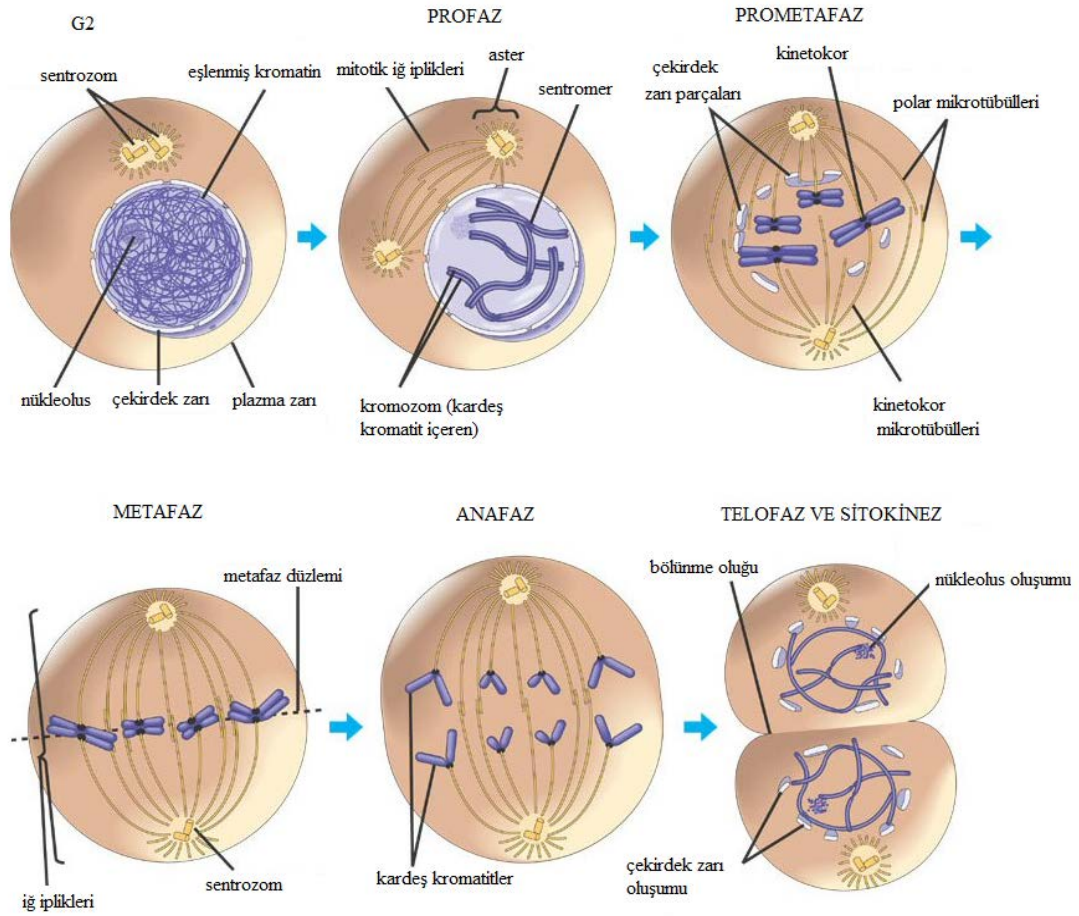 G2
PROFAZ
PROMETAFAZ
sentrozom
eşlenmiş kromatin
mitotik iğ iplikleri
aster
sentromer
çekirdek
zarı parçaları
kinetokor
polar mikrotübülleri
nükleolus
çekirdek zarı
plazma zarı
kromozom (kardeş
kromatit içeren)
kinetokor
mikrotübülleri
METAFAZ
ANAFAZ
TELOFAZ VE SİTOKİNEZ
metafaz düzlemi
bölünme oluğu
nükleolus oluşumu
iğ iplikleri
sentrozom
kardeş kromatitler
çekirdek zarı
oluşumu